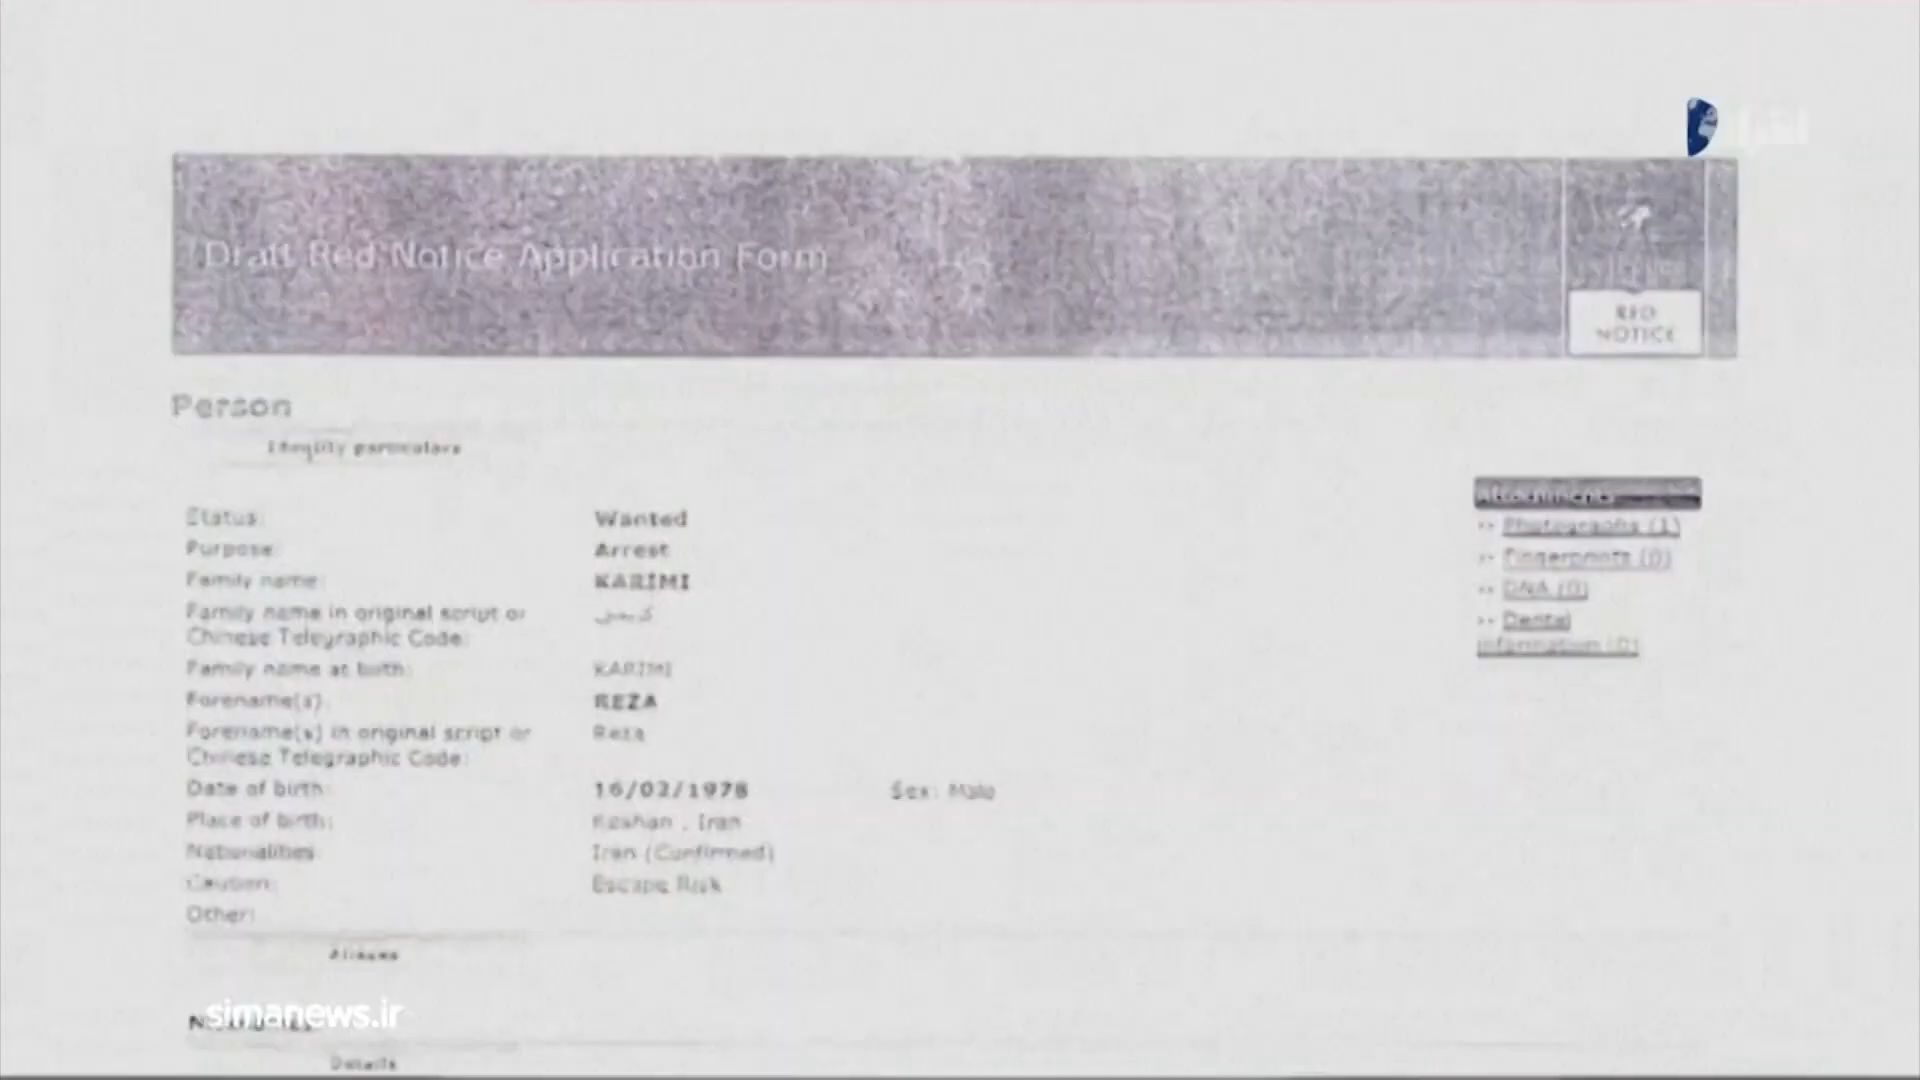 Draft Red Notice Application Form
RED
NOTICE
Person
Identity particulars
Attachments
Status: Wanted
Photographs (1)
Purpose: Arrest
Fingerprints (0)
Family name: KARIMI
DNA (0)
Family name in original script or
Chinese Telegraphic Code:
کریمی
Dental
information (0)
Family name at birth: KARIMI
Forename(s): REZA
Forename(s) in original script or
Chinese Telegraphic Code:
Reza
Date of birth: 16/02/1978 Sex: Male
Place of birth: Kashan , Iran
Nationalities: Iran (Confirmed)
Caution: Escape Risk
Other:
Aliases
simanews.ir
Details